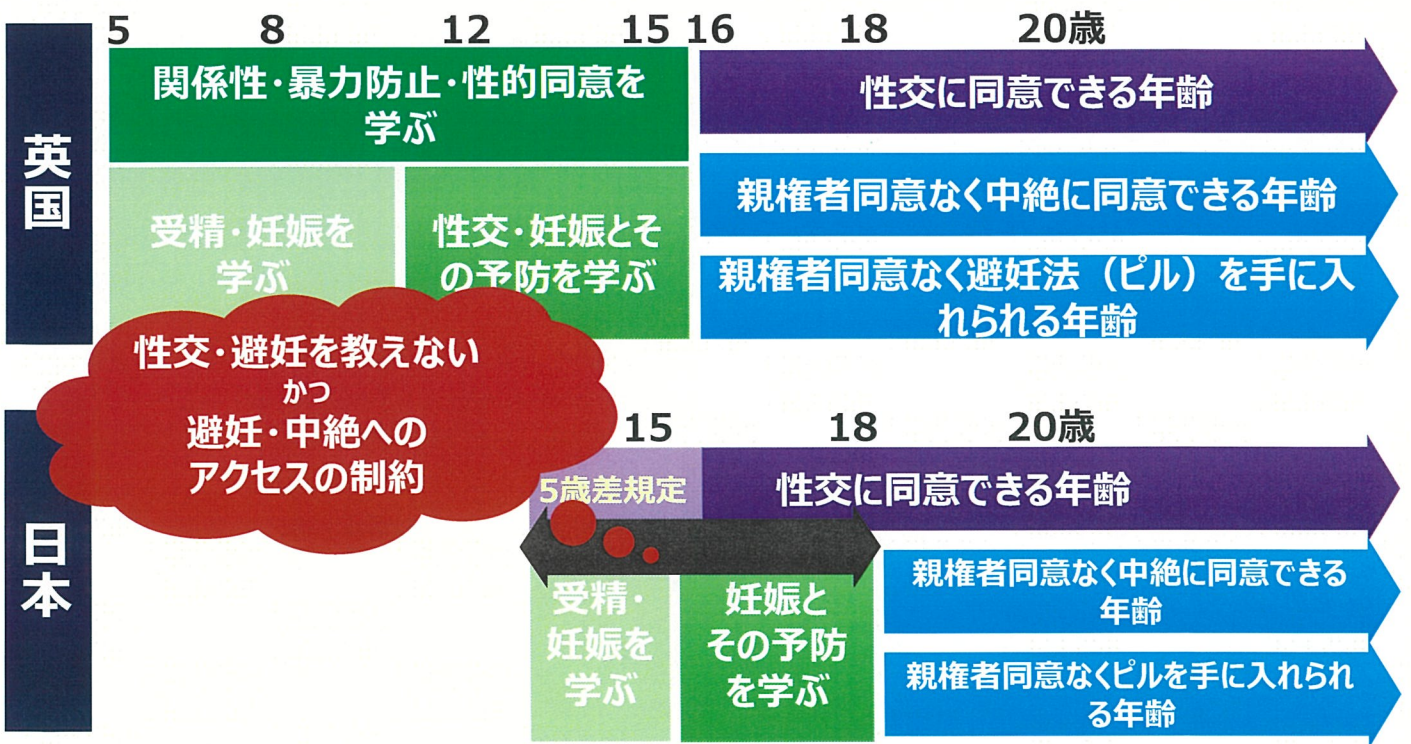 5 8 12 15 16 18 20歳
英国
関係性・暴力防止・性的同意を
学ぶ
性交に同意できる年齢
親権者同意なく中絶に同意できる年齢
受精・妊娠を
学ぶ
性交・妊娠とそ
の予防を学ぶ
親権者同意なく避妊法（ピル）を手に入
れられる年齢
性交・避妊を教えない
かつ
避妊・中絶への
アクセスの制約
15 18 20歳
日本
5歳差規定
性交に同意できる年齢
受精・
妊娠を
学ぶ
妊娠と
その予防
を学ぶ
親権者同意なく中絶に同意できる
年齢
親権者同意なくピルを手に入れられ
る年齢